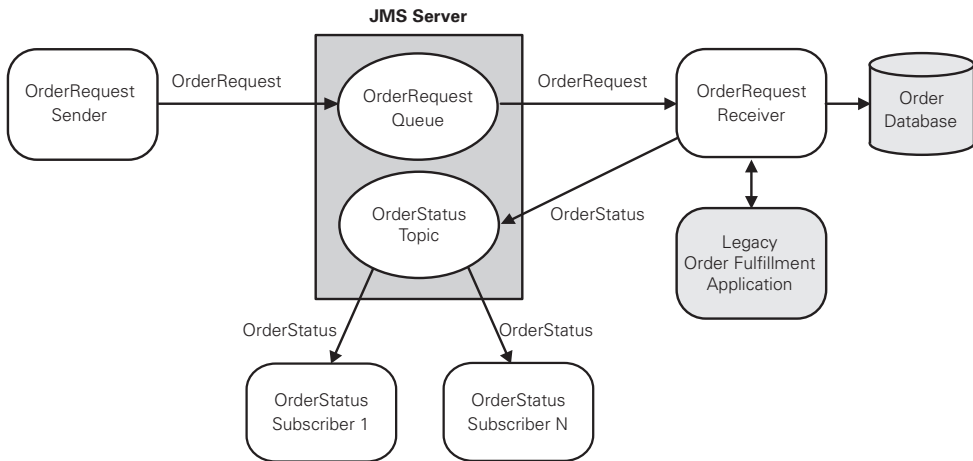 JMS Server
OrderRequest
Sender
OrderRequest
OrderRequest
Queue
OrderRequest
OrderRequest
Receiver
Order
Database
OrderStatus
Topic
OrderStatus
Legacy
Order Fulfillment
Application
OrderStatus
OrderStatus
OrderStatus
Subscriber 1
OrderStatus
Subscriber N